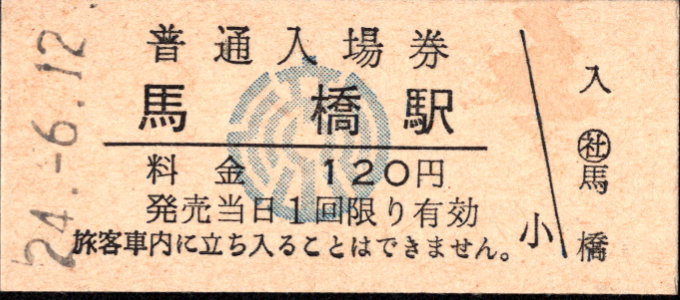 24.-6.12
普通入場券
馬橋駅
料金 120円
発売当日1回限り有効
旅客車内に立ち入ることはできません。
小
入
㊓馬橋